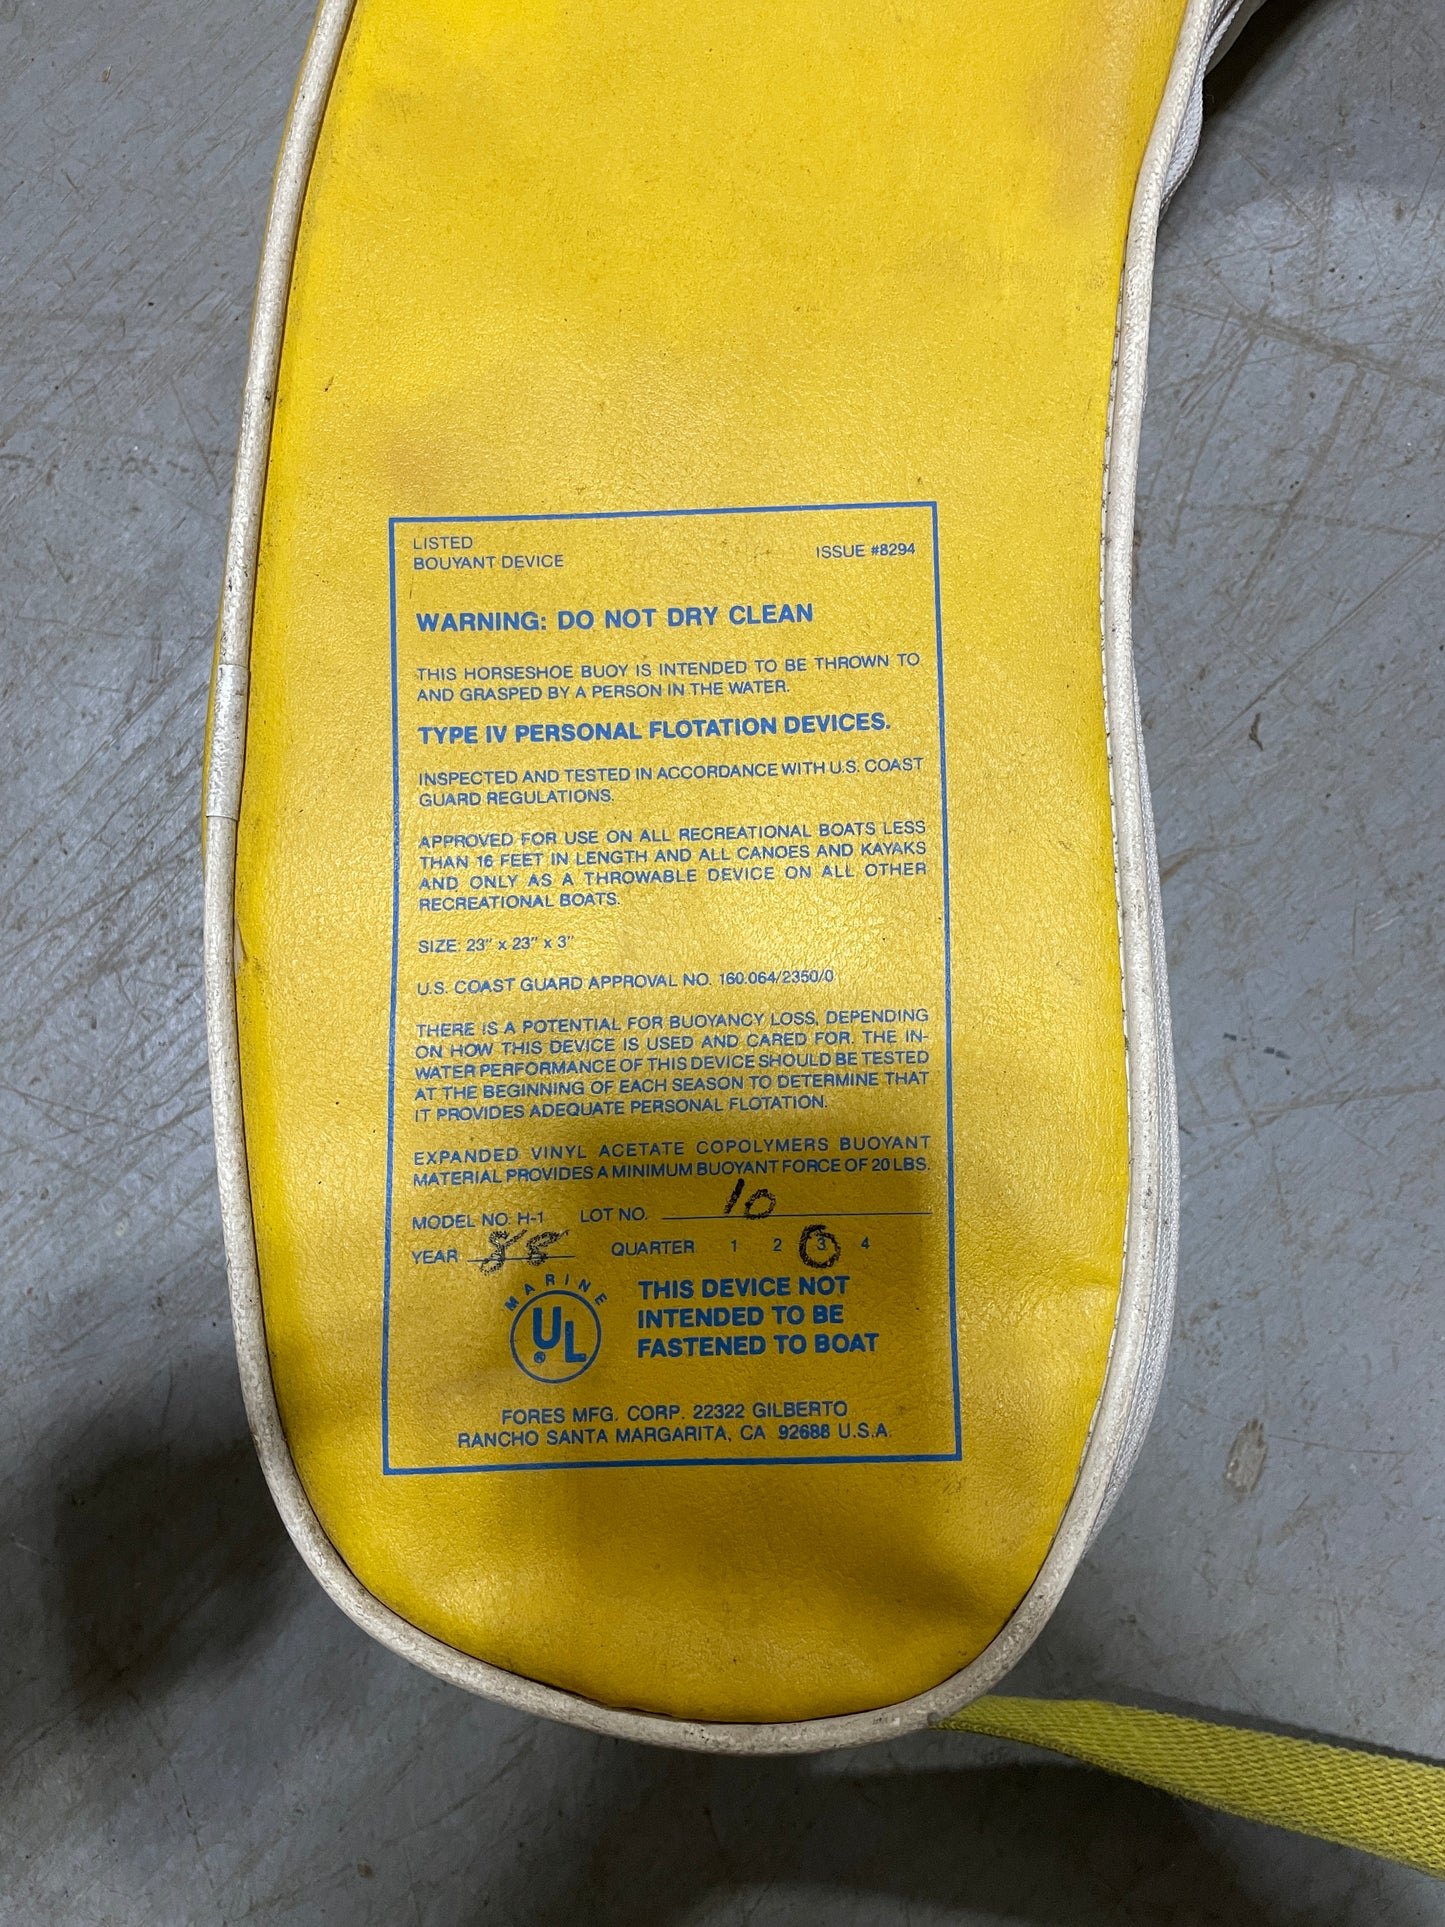 LISTED
BOUYANT DEVICE
ISSUE #8294
WARNING: DO NOT DRY CLEAN
THIS HORSESHOE BUOY IS INTENDED TO BE THROWN TO
AND GRASPED BY A PERSON IN THE WATER.
TYPE IV PERSONAL FLOTATION DEVICES.
INSPECTED AND TESTED IN ACCORDANCE WITH U.S. COAST
GUARD REGULATIONS.
APPROVED FOR USE ON ALL RECREATIONAL BOATS LESS
THAN 16 FEET IN LENGTH AND ALL CANOES AND KAYAKS
AND ONLY AS A THROWABLE DEVICE ON ALL OTHER
RECREATIONAL BOATS.
SIZE: 23" x 23" x 3"
U.S. COAST GUARD APPROVAL NO. 160.064/2350/0
THERE IS A POTENTIAL FOR BUOYANCY LOSS, DEPENDING
ON HOW THIS DEVICE IS USED AND CARED FOR. THE IN-
WATER PERFORMANCE OF THIS DEVICE SHOULD BE TESTED
AT THE BEGINNING OF EACH SEASON TO DETERMINE THAT
IT PROVIDES ADEQUATE PERSONAL FLOTATION.
EXPANDED VINYL ACETATE COPOLYMERS BUOYANT
MATERIAL PROVIDES A MINIMUM BUOYANT FORCE OF 20 LBS.
MODEL NO. H-1 LOT NO. 10
YEAR 88 QUARTER 1 2 3 4
MARINE
UL®
THIS DEVICE NOT
INTENDED TO BE
FASTENED TO BOAT
FORES MFG. CORP. 22322 GILBERTO
RANCHO SANTA MARGARITA, CA 92688 U.S.A.